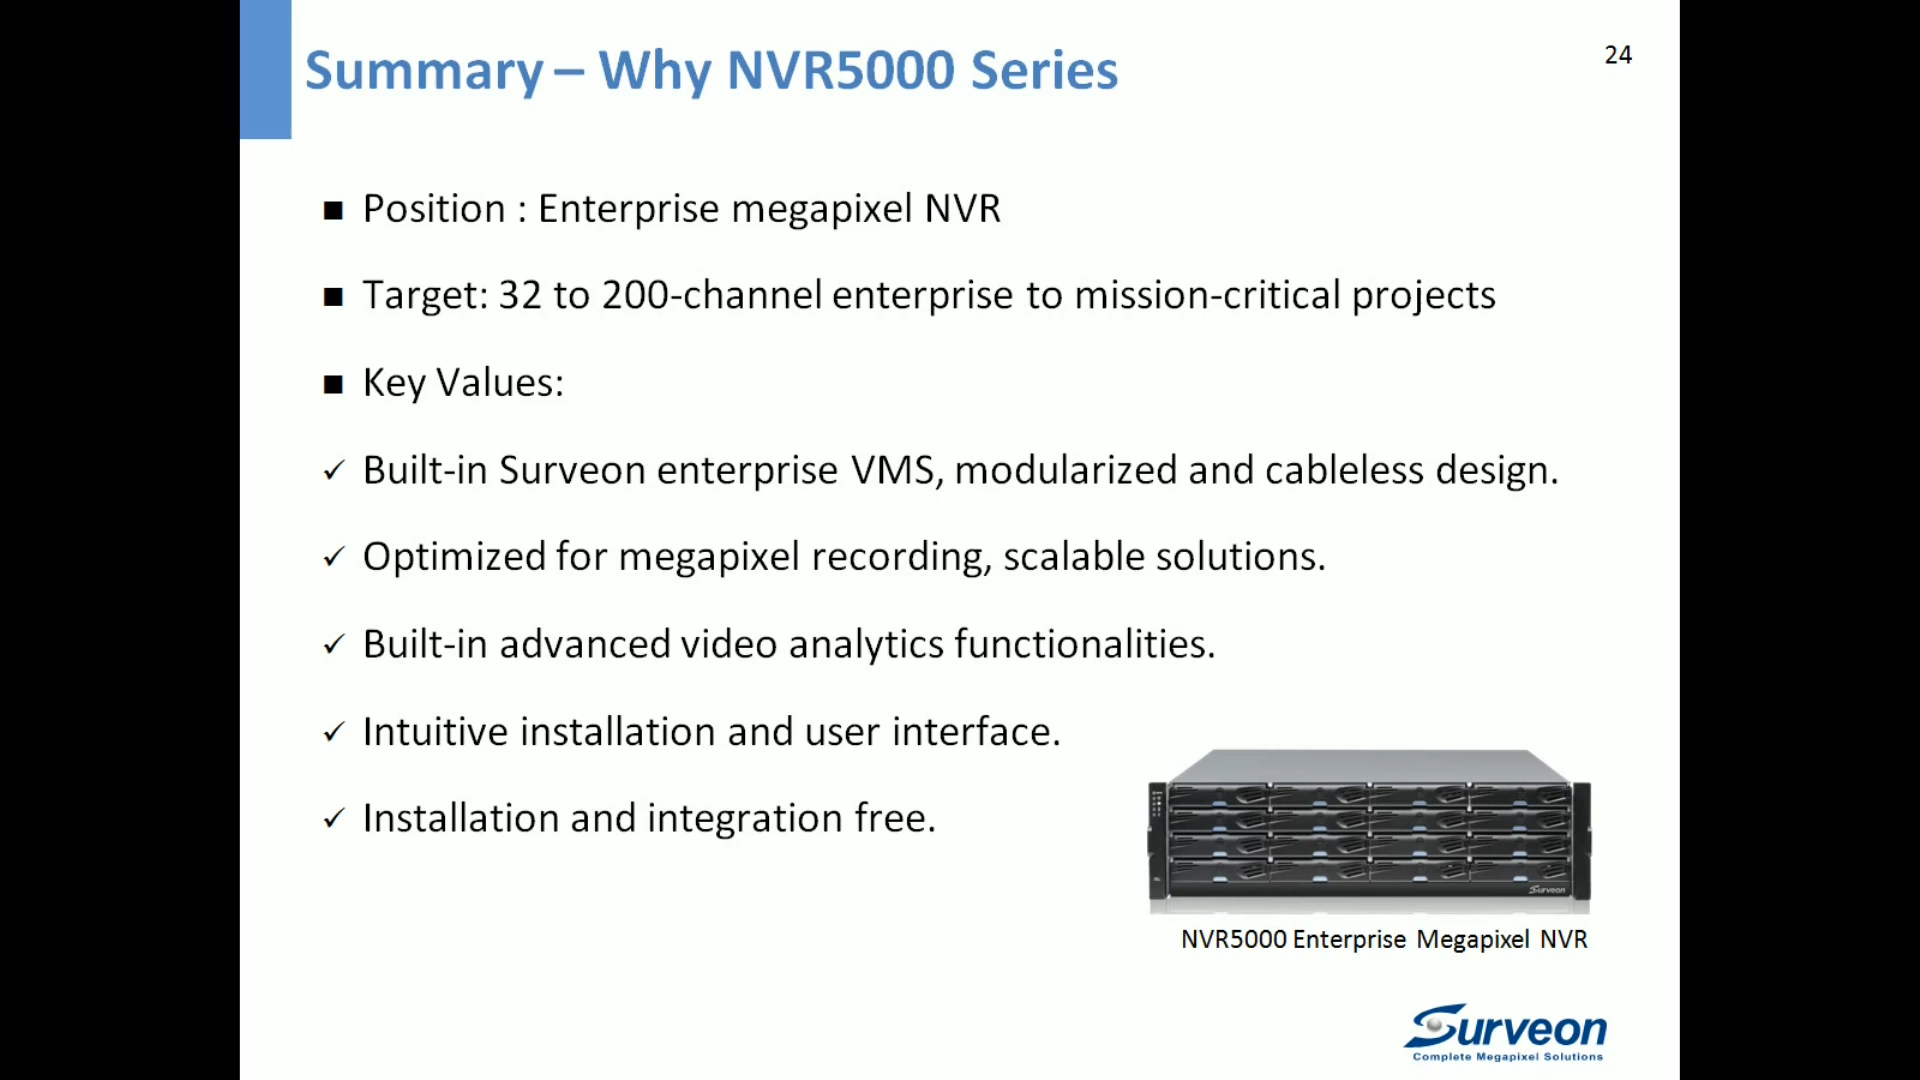 Summary – Why NVR5000 Series
24
Position : Enterprise megapixel NVR
Target: 32 to 200-channel enterprise to mission-critical projects
Key Values:
Built-in Surveon enterprise VMS, modularized and cableless design.
Optimized for megapixel recording, scalable solutions.
Built-in advanced video analytics functionalities.
Intuitive installation and user interface.
Installation and integration free.
Surveon
NVR5000 Enterprise Megapixel NVR
Surveon
Complete Megapixel Solutions